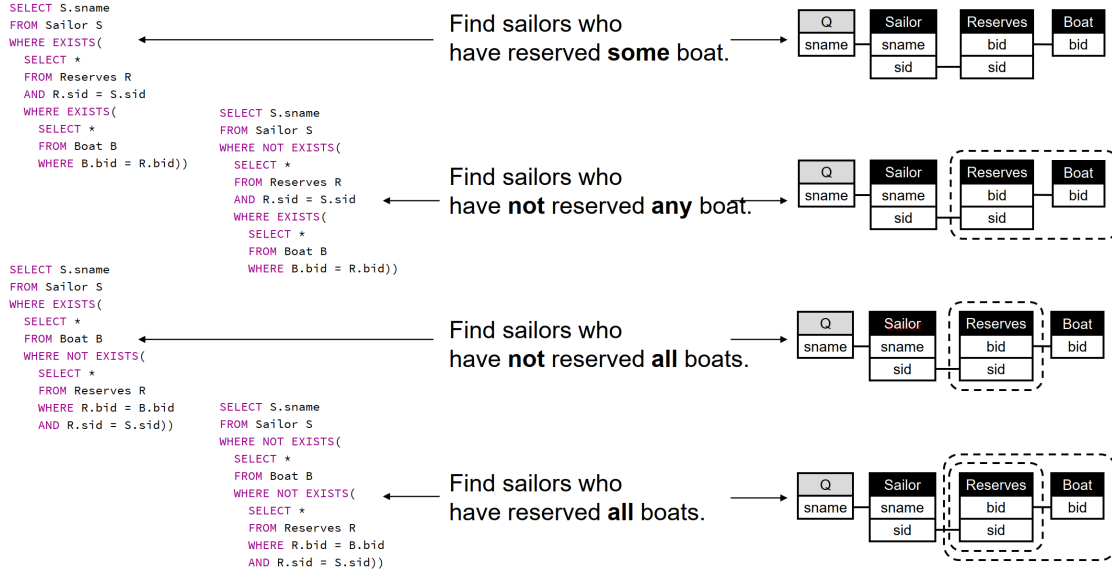 SELECT S.sname
FROM Sailor S
WHERE EXISTS(
SELECT *
FROM Reserves R
AND R.sid = S.sid
WHERE EXISTS(
SELECT *
FROM Boat B
WHERE B.bid = R.bid))
Find sailors who
have reserved some boat.
Q
sname
Sailor
sname
sid
Reserves
bid
sid
Boat
bid
SELECT S.sname
FROM Sailor S
WHERE NOT EXISTS(
SELECT *
FROM Reserves R
AND R.sid = S.sid
WHERE EXISTS(
SELECT *
FROM Boat B
WHERE B.bid = R.bid))
Find sailors who
have not reserved any boat.
Q
sname
Sailor
sname
sid
Reserves
bid
sid
Boat
bid
SELECT S.sname
FROM Sailor S
WHERE EXISTS(
SELECT *
FROM Boat B
WHERE NOT EXISTS(
SELECT *
FROM Reserves R
WHERE R.bid = B.bid
AND R.sid = S.sid))
Find sailors who
have not reserved all boats.
Q
sname
Sailor
sname
sid
Reserves
bid
sid
Boat
bid
SELECT S.sname
FROM Sailor S
WHERE NOT EXISTS(
SELECT *
FROM Boat B
WHERE NOT EXISTS(
SELECT *
FROM Reserves R
WHERE R.bid = B.bid
AND R.sid = S.sid))
Find sailors who
have reserved all boats.
Q
sname
Sailor
sname
sid
Reserves
bid
sid
Boat
bid